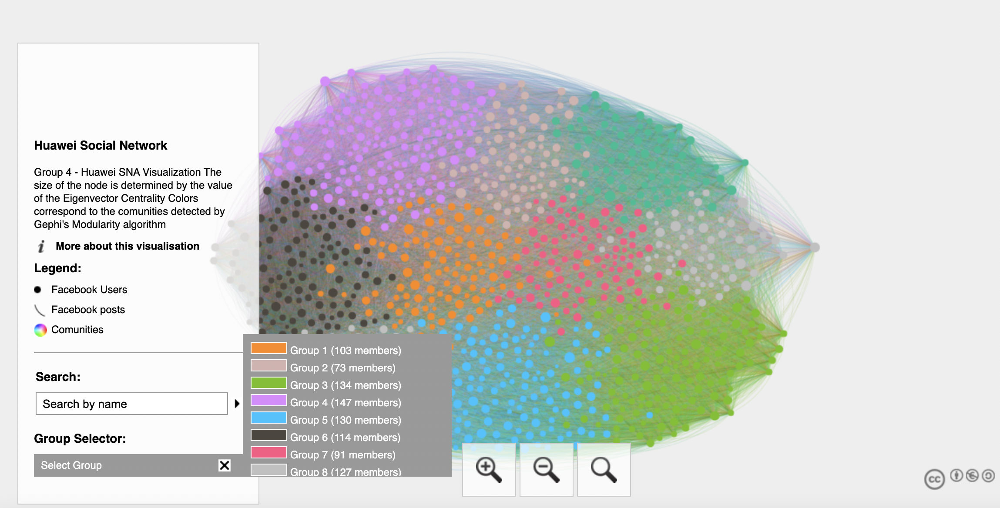 Huawei Social Network
Group 4 - Huawei SNA Visualization The
size of the node is determined by the value
of the Eigenvector Centrality Colors
correspond to the comunities detected by
Gephi's Modularity algorithm
i More about this visualisation
Legend:
Facebook Users
Facebook posts
Comunities
Search:
Search by name
Group Selector:
Select Group
Group 1 (103 members)
Group 2 (73 members)
Group 3 (134 members)
Group 4 (147 members)
Group 5 (130 members)
Group 6 (114 members)
Group 7 (91 members)
Group 8 (127 members)
cc